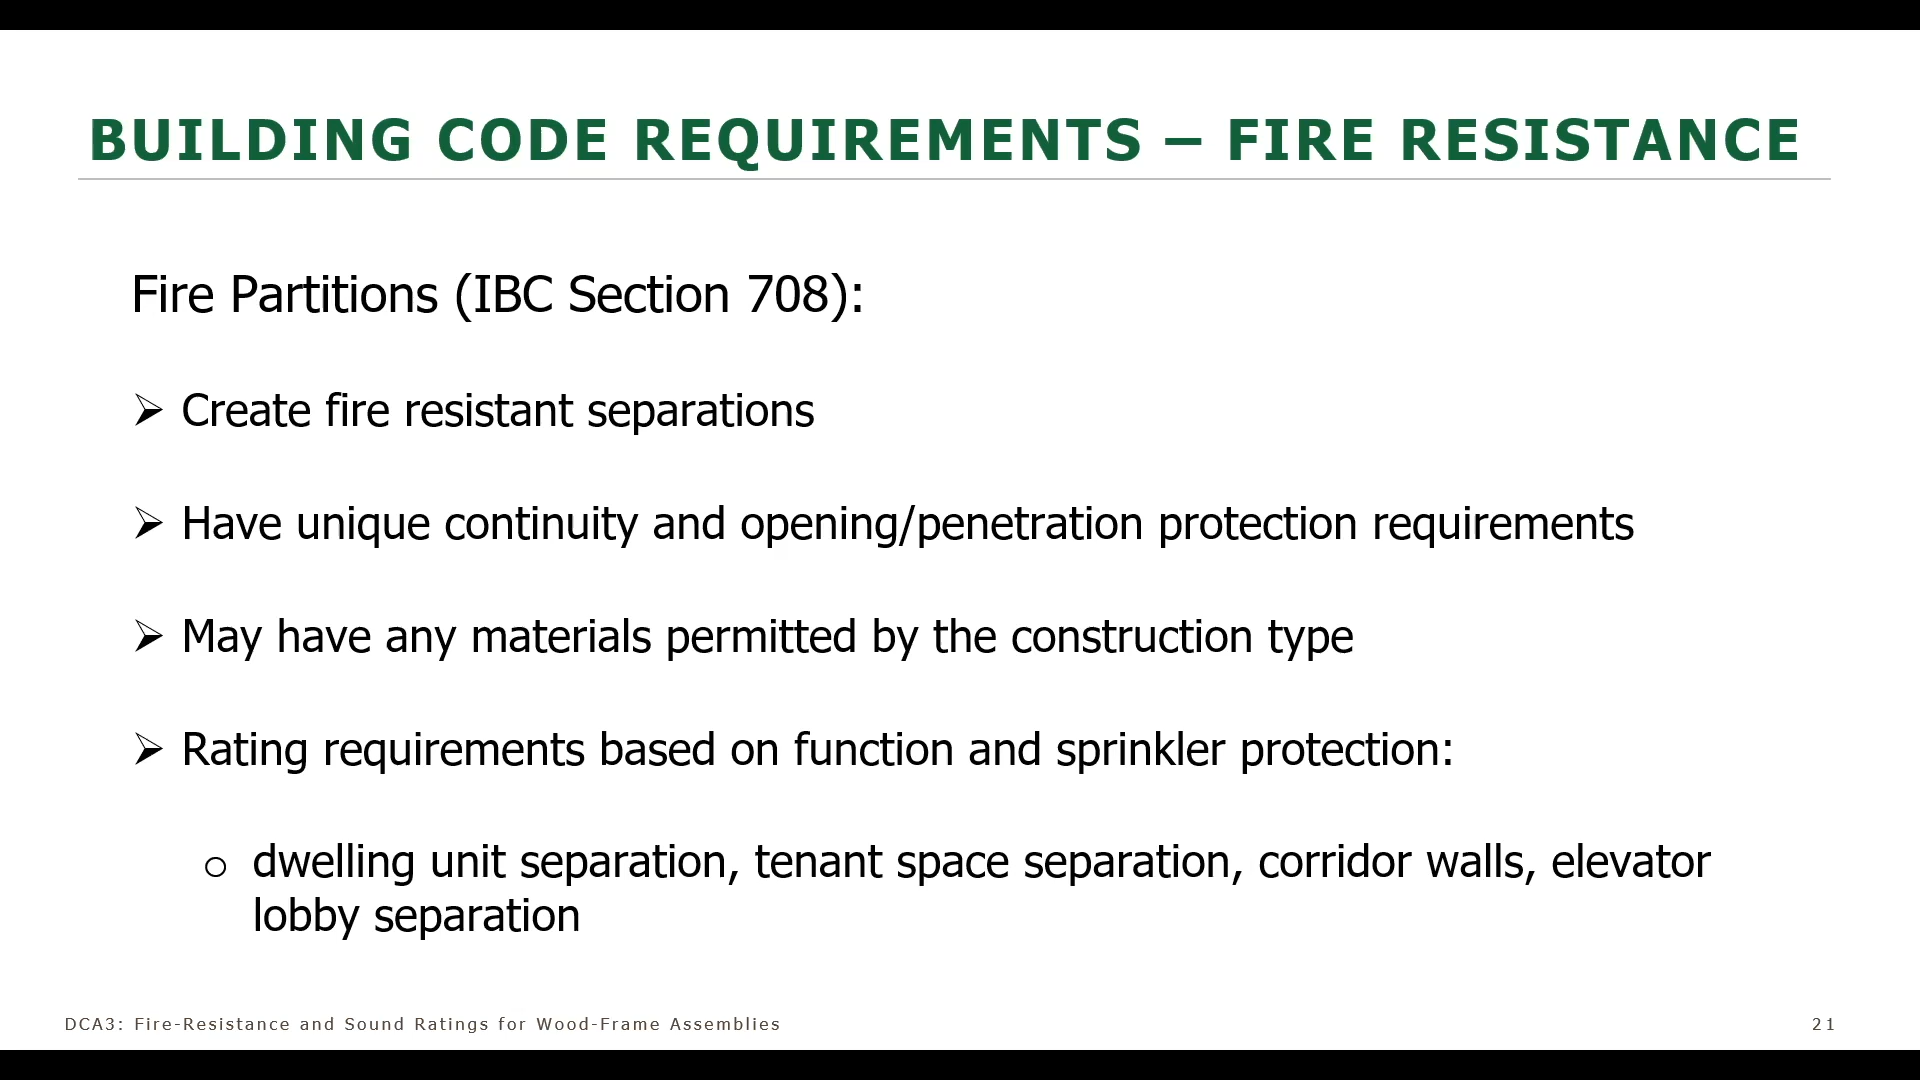 BUILDING CODE REQUIREMENTS – FIRE RESISTANCE
Fire Partitions (IBC Section 708):
➢ Create fire resistant separations
➢ Have unique continuity and opening/penetration protection requirements
➢ May have any materials permitted by the construction type
➢ Rating requirements based on function and sprinkler protection:
o dwelling unit separation, tenant space separation, corridor walls, elevator
lobby separation
DCA3: Fire-Resistance and Sound Ratings for Wood-Frame Assemblies
21